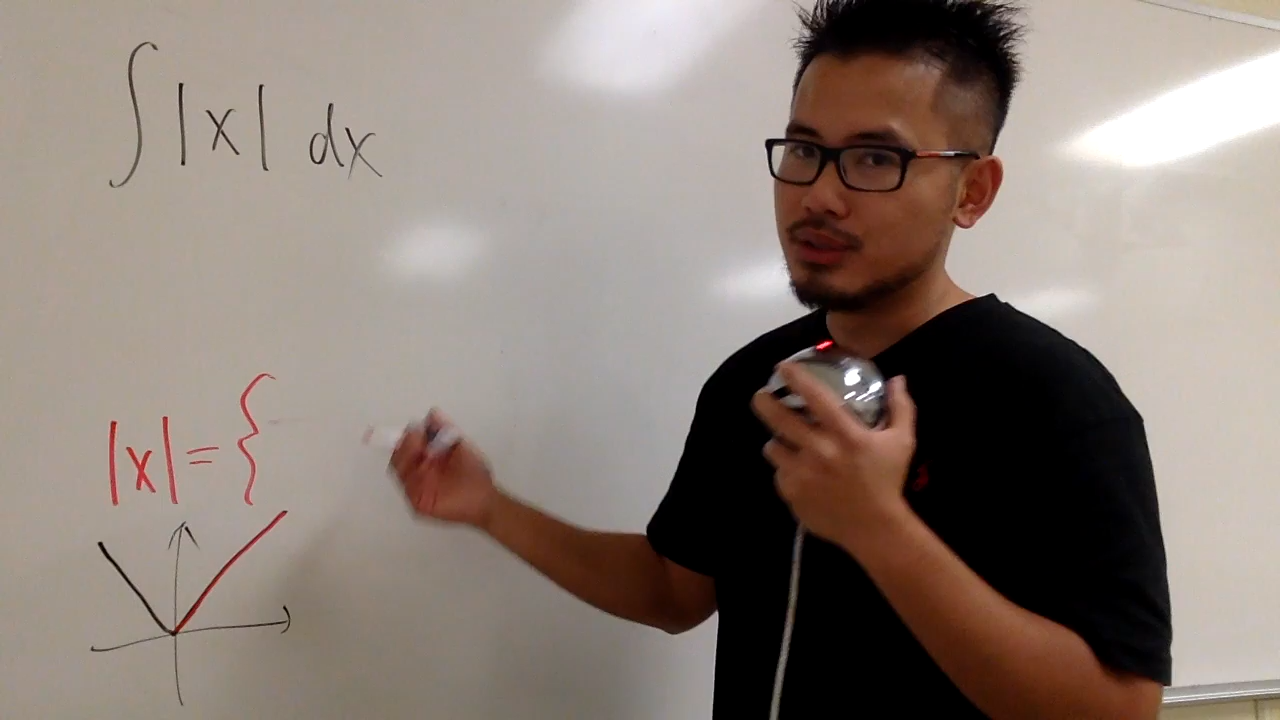 ∫ |x| dx
|x| = {